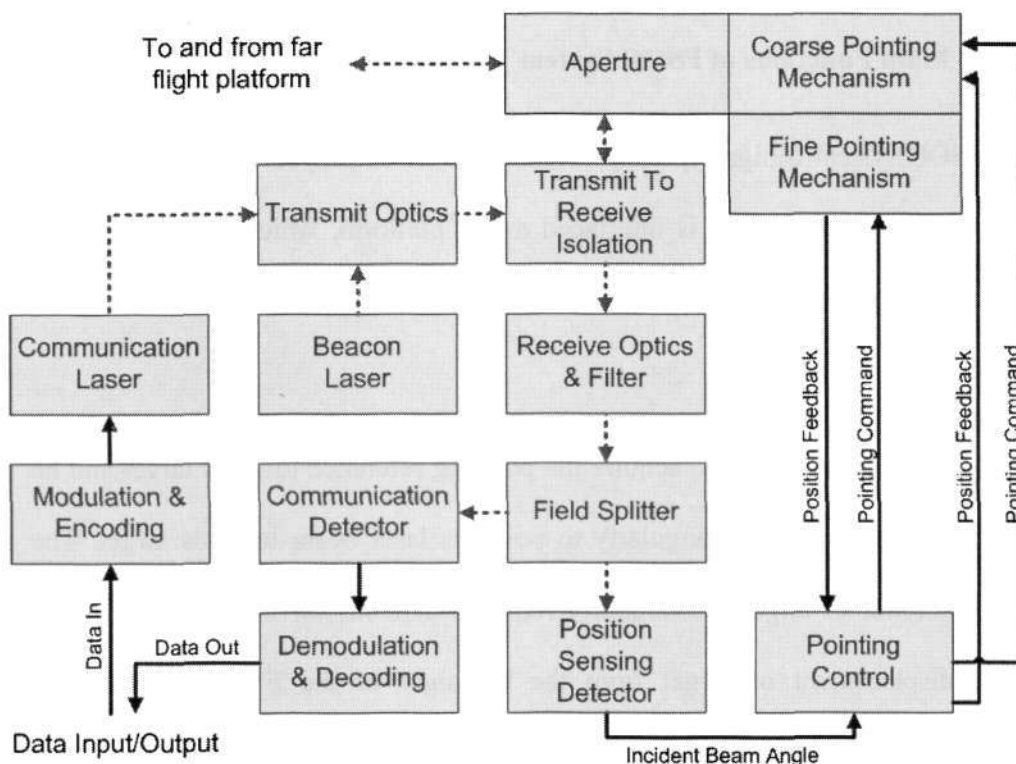 To and from far
flight platform
Aperture
Coarse Pointing
Mechanism
Fine Pointing
Mechanism
Transmit Optics
Transmit To
Receive
Isolation
Communication
Laser
Beacon
Laser
Receive Optics
& Filter
Position Feedback
Pointing Command
Position Feedback
Pointing Command
Modulation &
Encoding
Communication
Detector
Field Splitter
Data In
Data Out
Demodulation
& Decoding
Position
Sensing
Detector
Pointing
Control
Data Input/Output
Incident Beam Angle